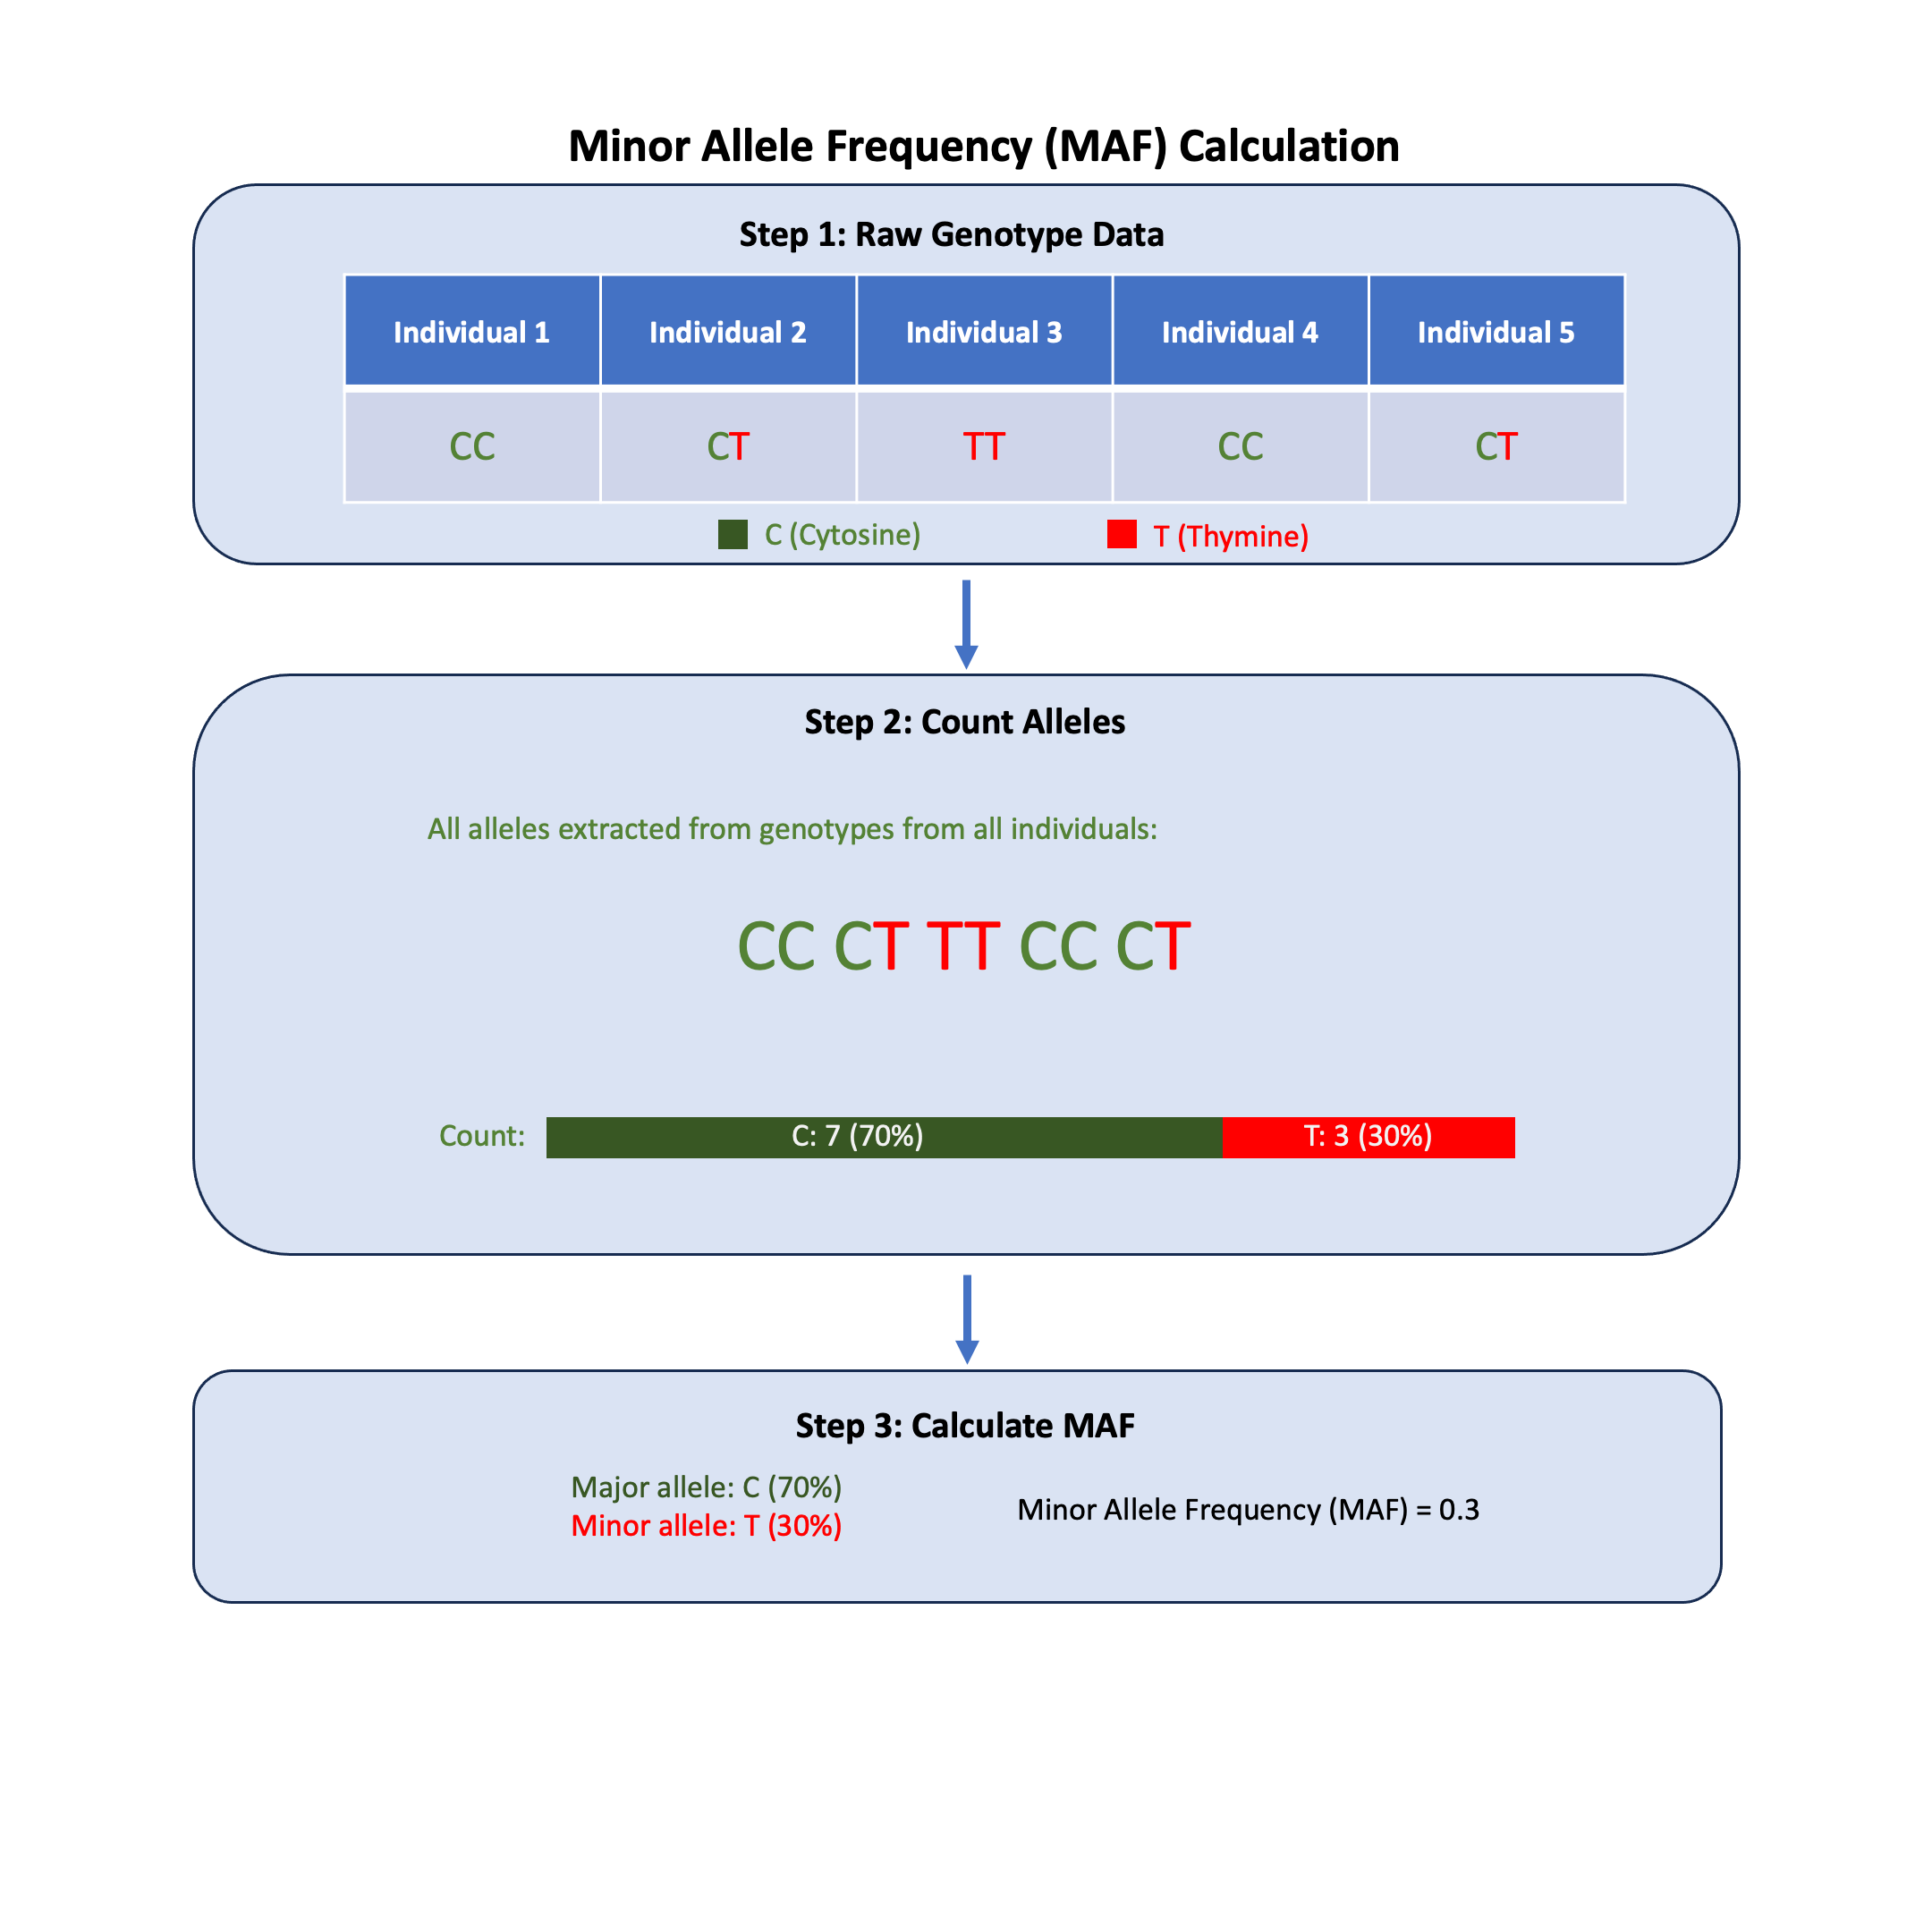 Minor Allele Frequency (MAF) Calculation
Step 1: Raw Genotype Data
Individual 1 Individual 2 Individual 3 Individual 4 Individual 5
CC CT TT CC CT
C (Cytosine) T (Thymine)
Step 2: Count Alleles
All alleles extracted from genotypes from all individuals:
CC CT TT CC CT
Count: C: 7 (70%) T: 3 (30%)
Step 3: Calculate MAF
Major allele: C (70%)
Minor allele: T (30%)
Minor Allele Frequency (MAF) = 0.3